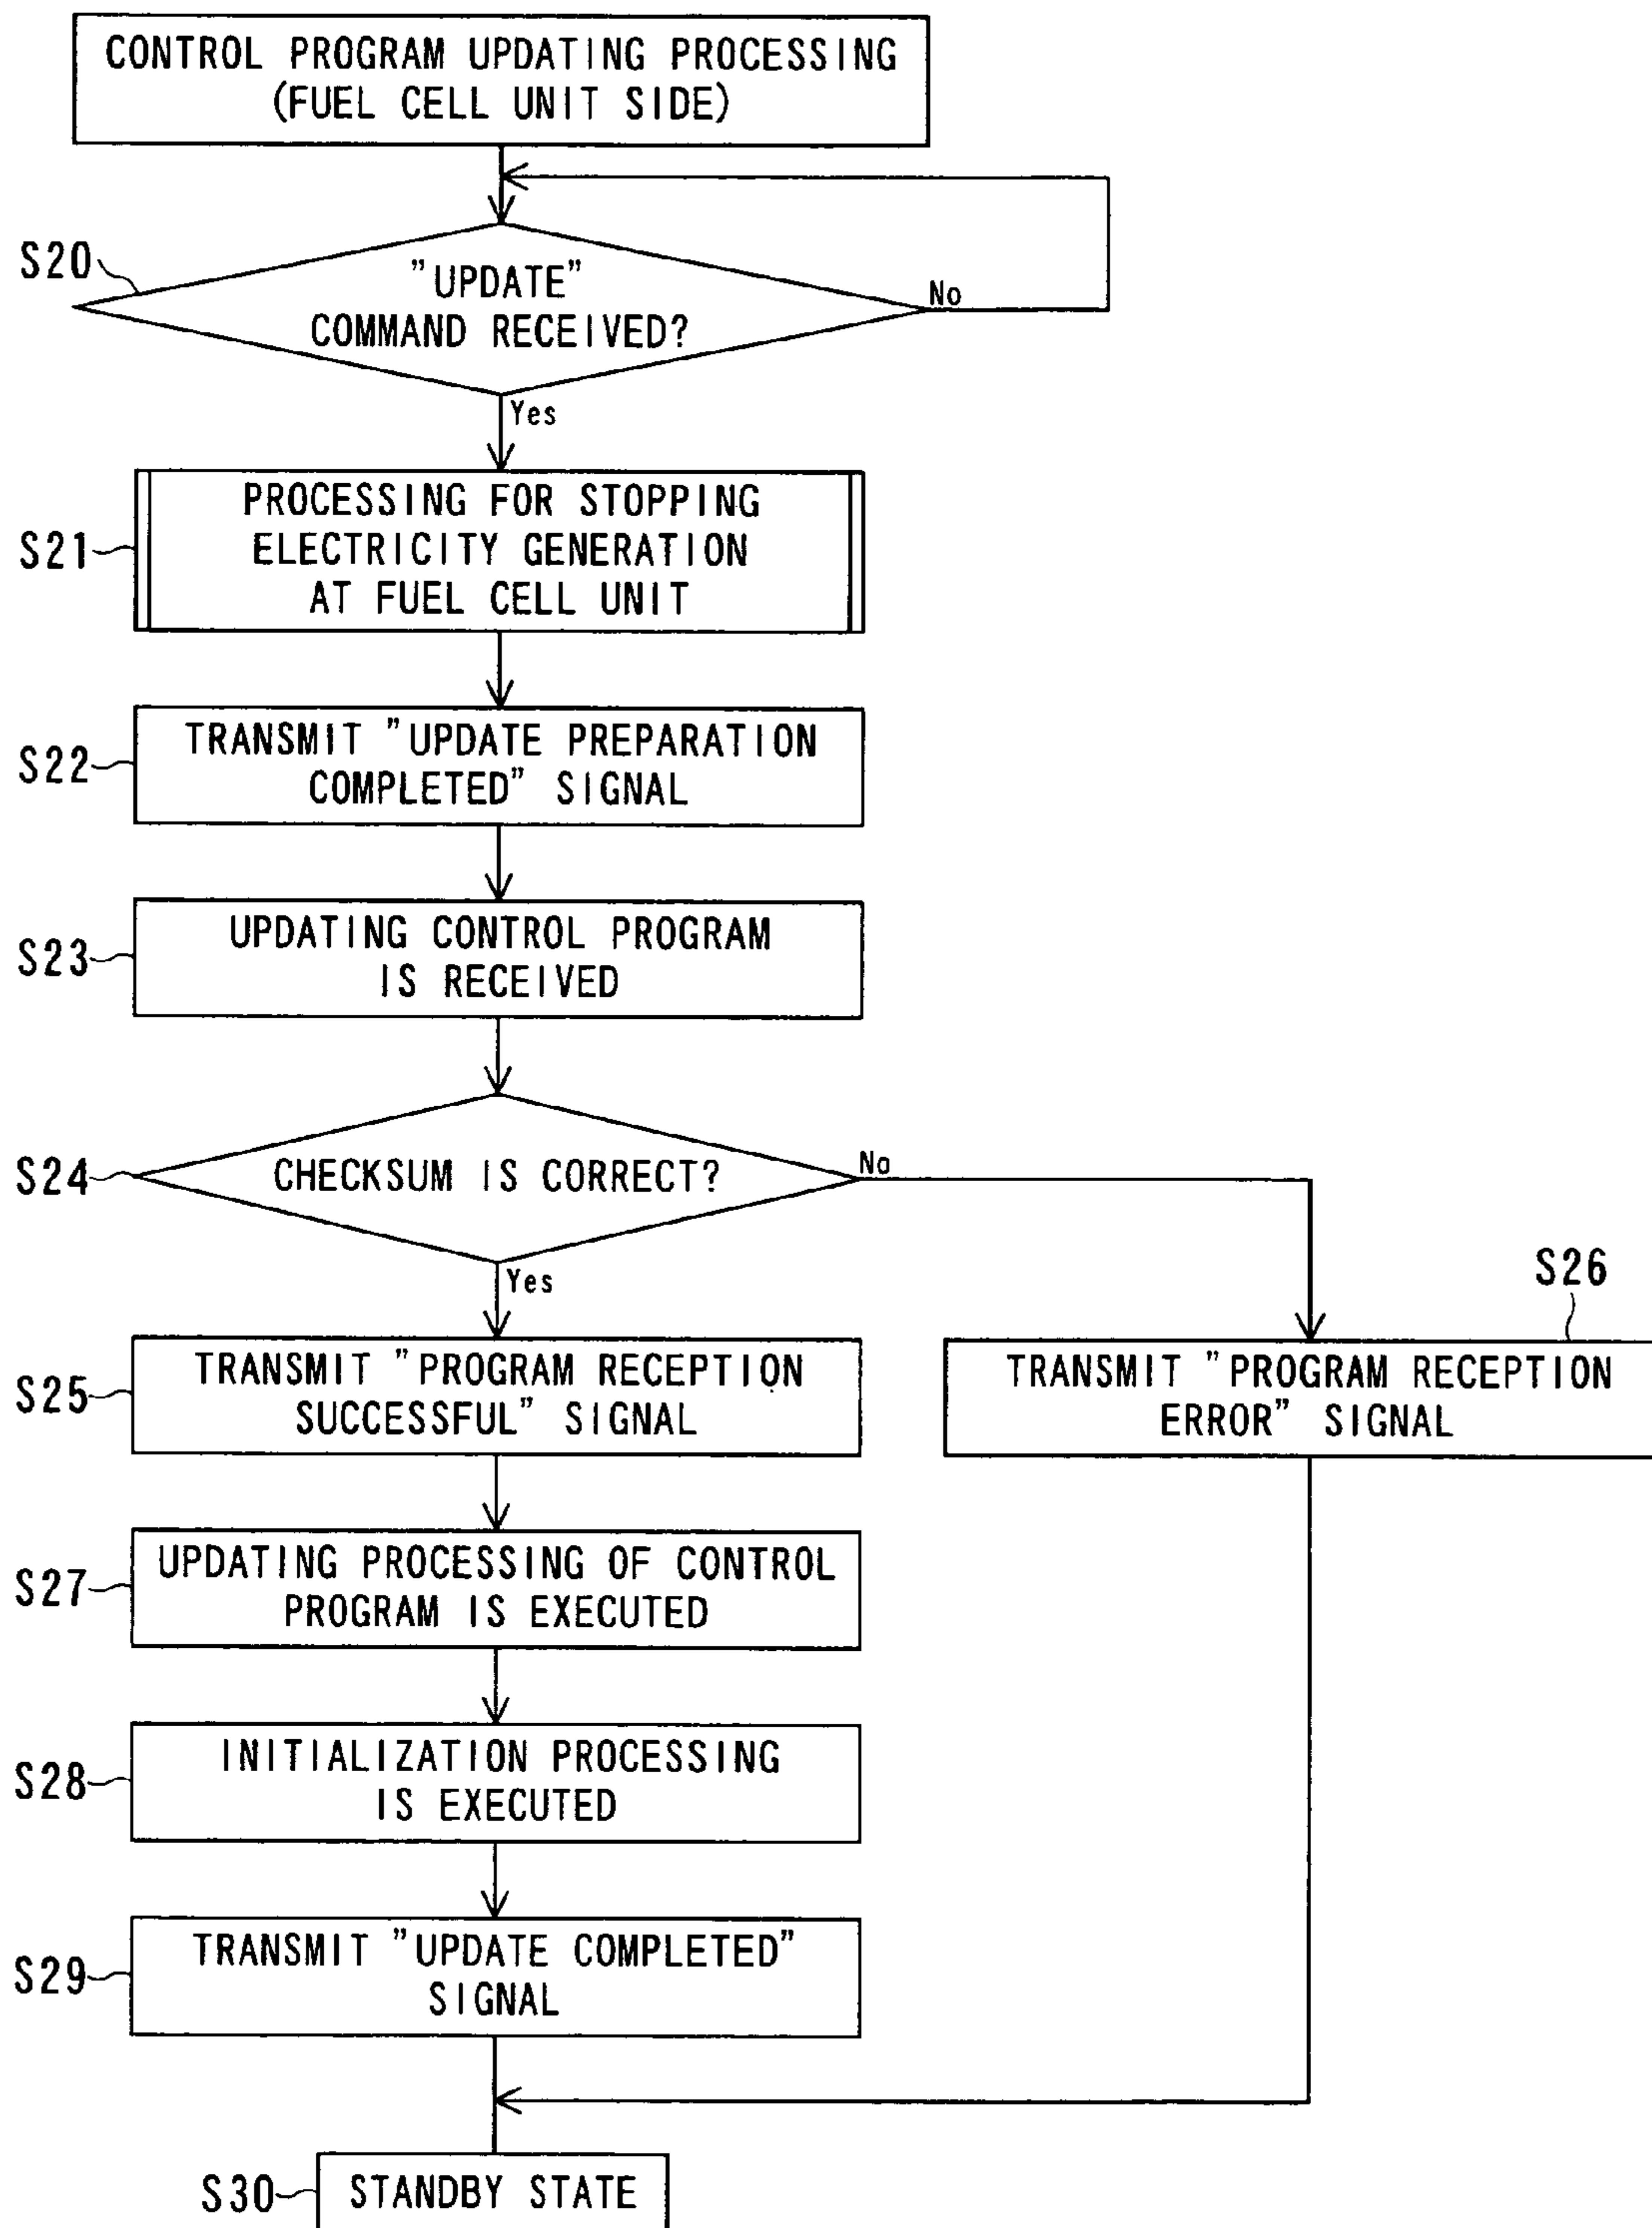 CONTROL PROGRAM UPDATING PROCESSING
(FUEL CELL UNIT SIDE)
S20
"UPDATE"
COMMAND RECEIVED?
No
Yes
S21
PROCESSING FOR STOPPING
ELECTRICITY GENERATION
AT FUEL CELL UNIT
S22
TRANSMIT "UPDATE PREPARATION
COMPLETED" SIGNAL
S23
UPDATING CONTROL PROGRAM
IS RECEIVED
S24
CHECKSUM IS CORRECT?
No
Yes
S25
TRANSMIT "PROGRAM RECEPTION
SUCCESSFUL" SIGNAL
S26
TRANSMIT "PROGRAM RECEPTION
ERROR" SIGNAL
S27
UPDATING PROCESSING OF CONTROL
PROGRAM IS EXECUTED
S28
INITIALIZATION PROCESSING
IS EXECUTED
S29
TRANSMIT "UPDATE COMPLETED"
SIGNAL
S30
STANDBY STATE